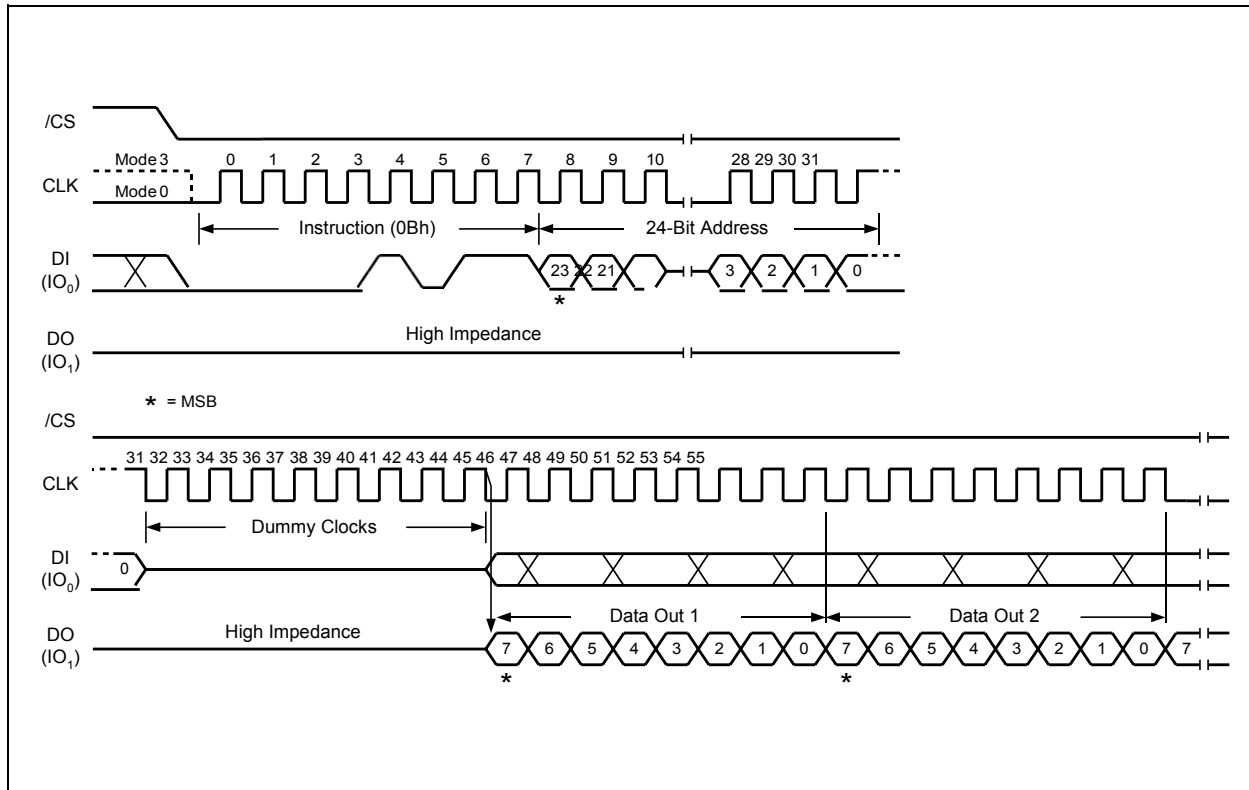 /CS
Mode 3 0 1 2 3 4 5 6 7 8 9 10 28 29 30 31
CLK
Mode 0
Instruction (0Bh) 24-Bit Address
DI
(IO₀)
23 22 21 3 2 1 0
*
High Impedance
DO
(IO₁)
* = MSB
/CS
31 32 33 34 35 36 37 38 39 40 41 42 43 44 45 46 47 48 49 50 51 52 53 54 55
CLK
Dummy Clocks
DI
(IO₀)
0
Data Out 1 Data Out 2
High Impedance
DO
(IO₁)
7 6 5 4 3 2 1 0 7 6 5 4 3 2 1 0 7
* *